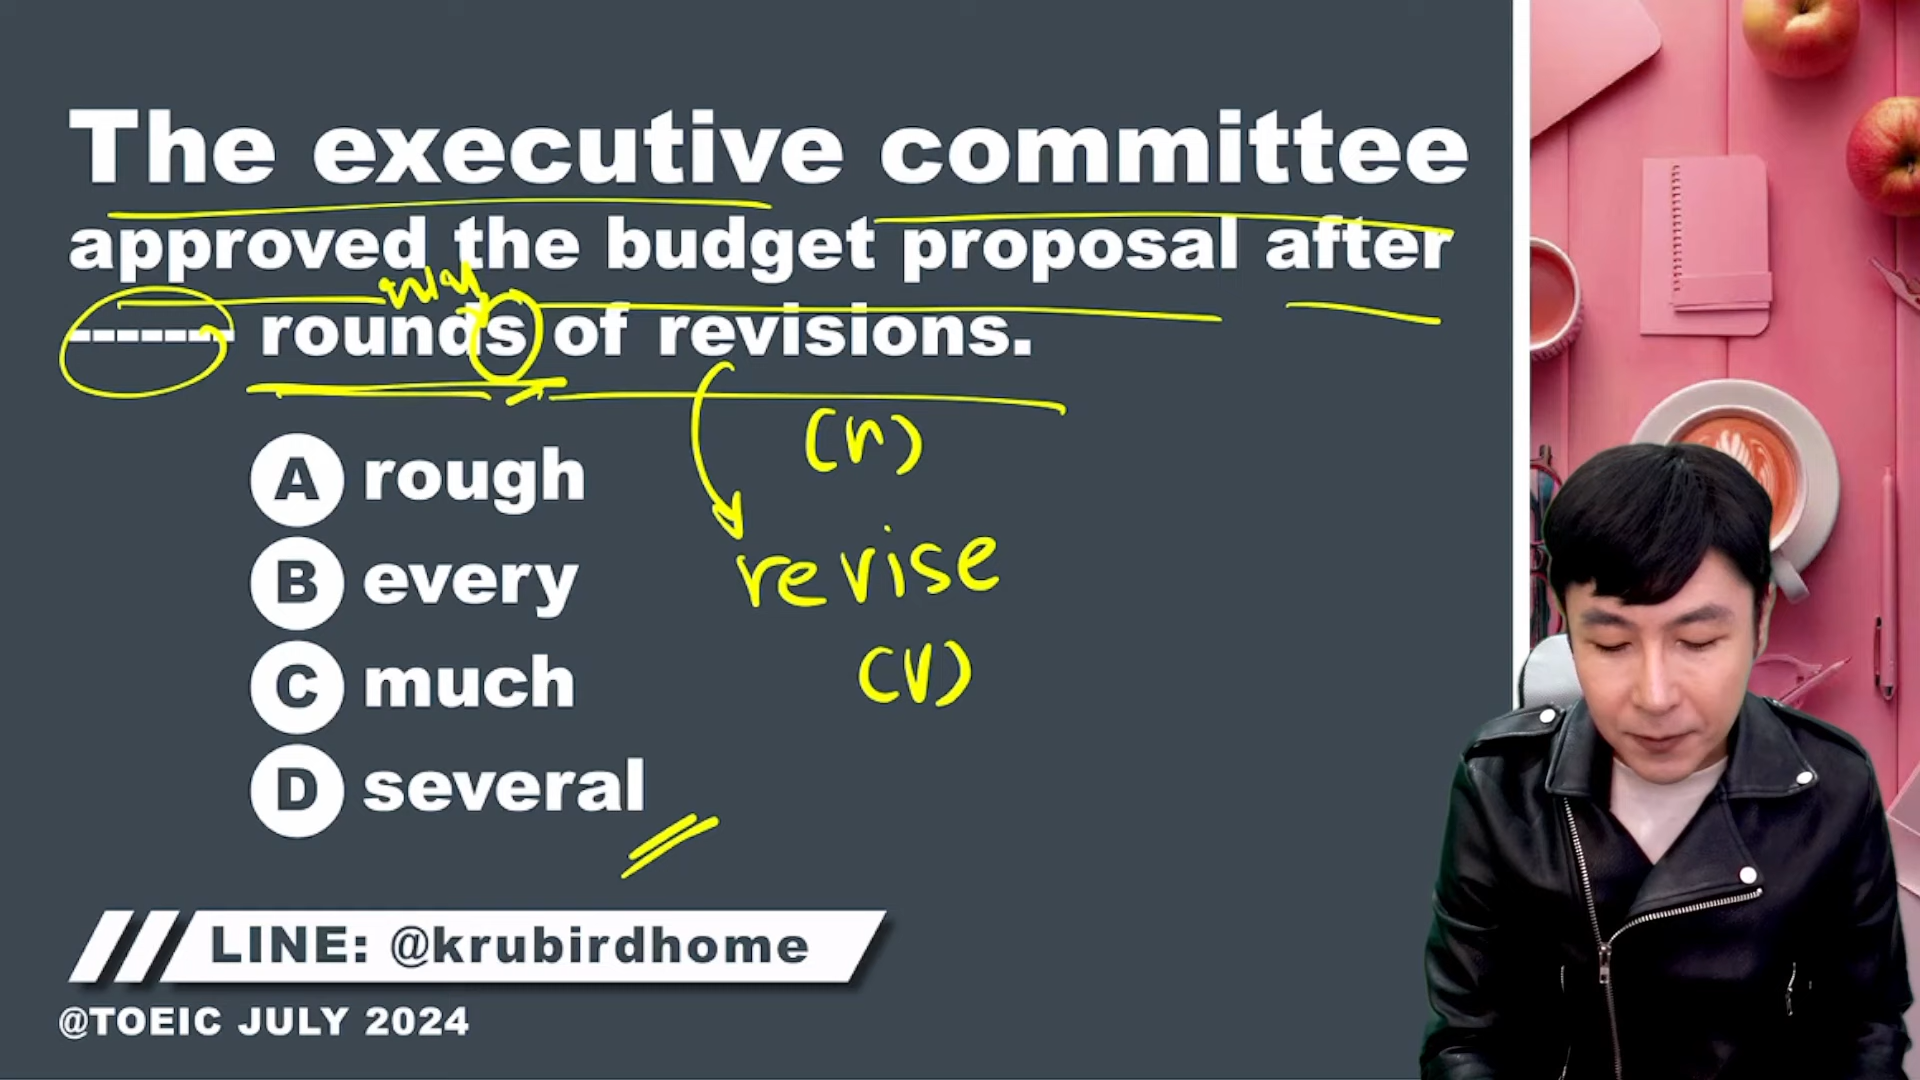 The executive committee
approved the budget proposal after
------- rounds of revisions.
(n)
A rough
revise
B every
(v)
C much
D several
LINE: @krubirdhome
@TOEIC JULY 2024